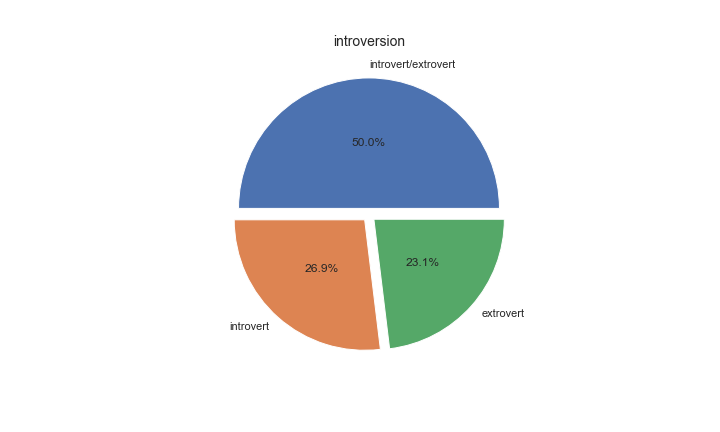 introversion
introvert/extrovert
50.0%
26.9%
23.1%
introvert
extrovert